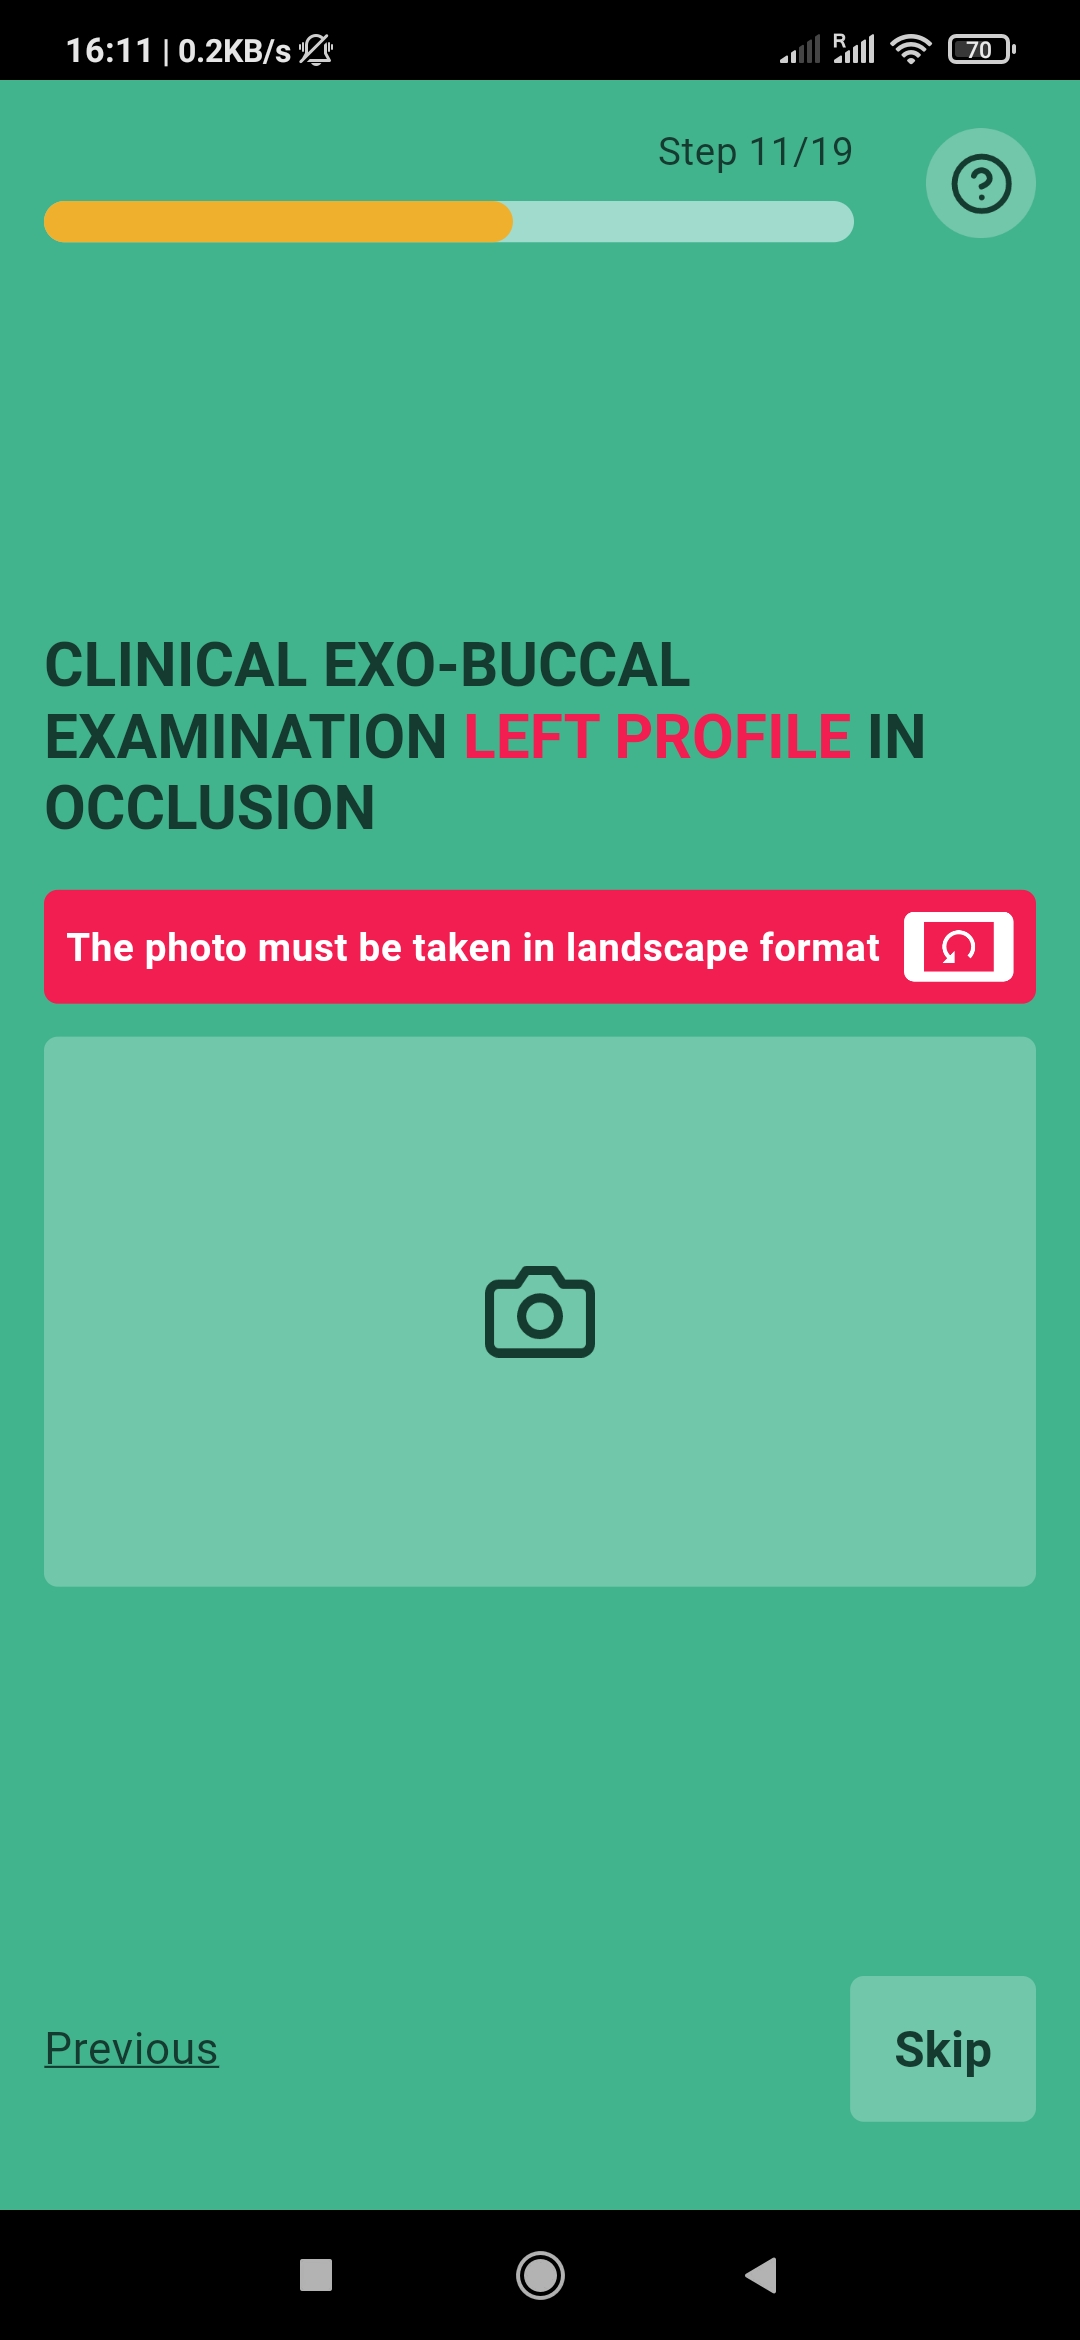 16:11 | 0.2KB/s
R
70
Step 11/19
CLINICAL EXO-BUCCAL
EXAMINATION LEFT PROFILE IN
OCCLUSION
The photo must be taken in landscape format
Previous
Skip